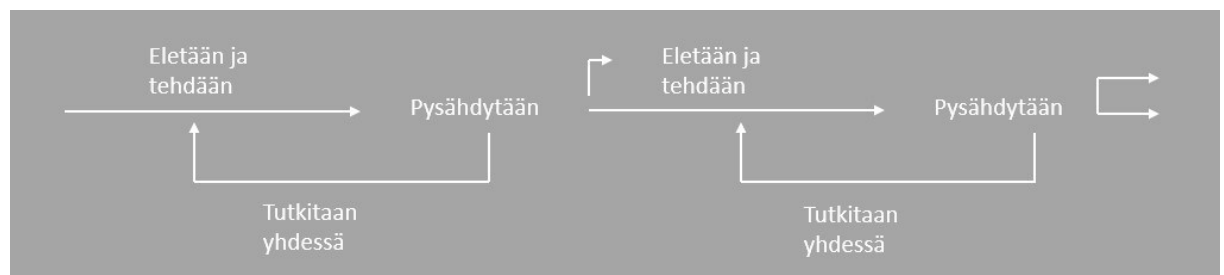 Eletään ja
tehdään
Pysähdytään
Tutkitaan
yhdessä
Eletään ja
tehdään
Pysähdytään
Tutkitaan
yhdessä